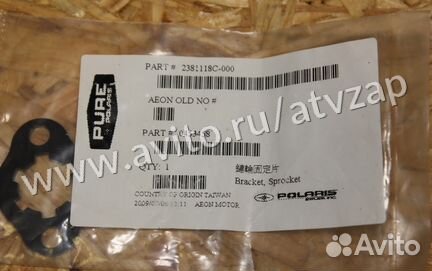 PART # 2381118C-000
PURE
POLARIS
AEON OLD NO #
PART #
www.avito.ru/atvzap
QTY: 1
鏈輪固定片
Bracket, Sprocket
COUNTRY OF ORIGIN TAIWAN
AEON MOTOR
POLARIS
Avito